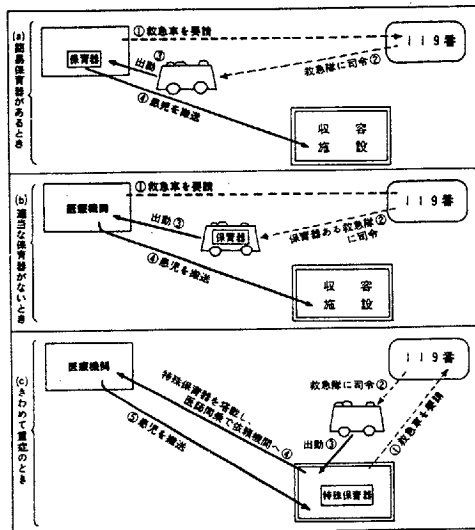 (a)簡易保育器があるとき
①救急車を要請
119番
保育器
出動③
救急隊に司令②
④患児を搬送
収容
施設
(b)適当な保育器がないとき
①救急車を要請
119番
医療機関
出動③
保育器
保育器ある救急隊②
に司令
④患児を搬送
収容
施設
(c)きわめて重症のとき
医療機関
119番
特殊保育器を搭載し、
医師同乗で依頼機関へ④
救急隊に司令②
①救急車を要請
出動③
⑤患児を搬送
特殊保育器